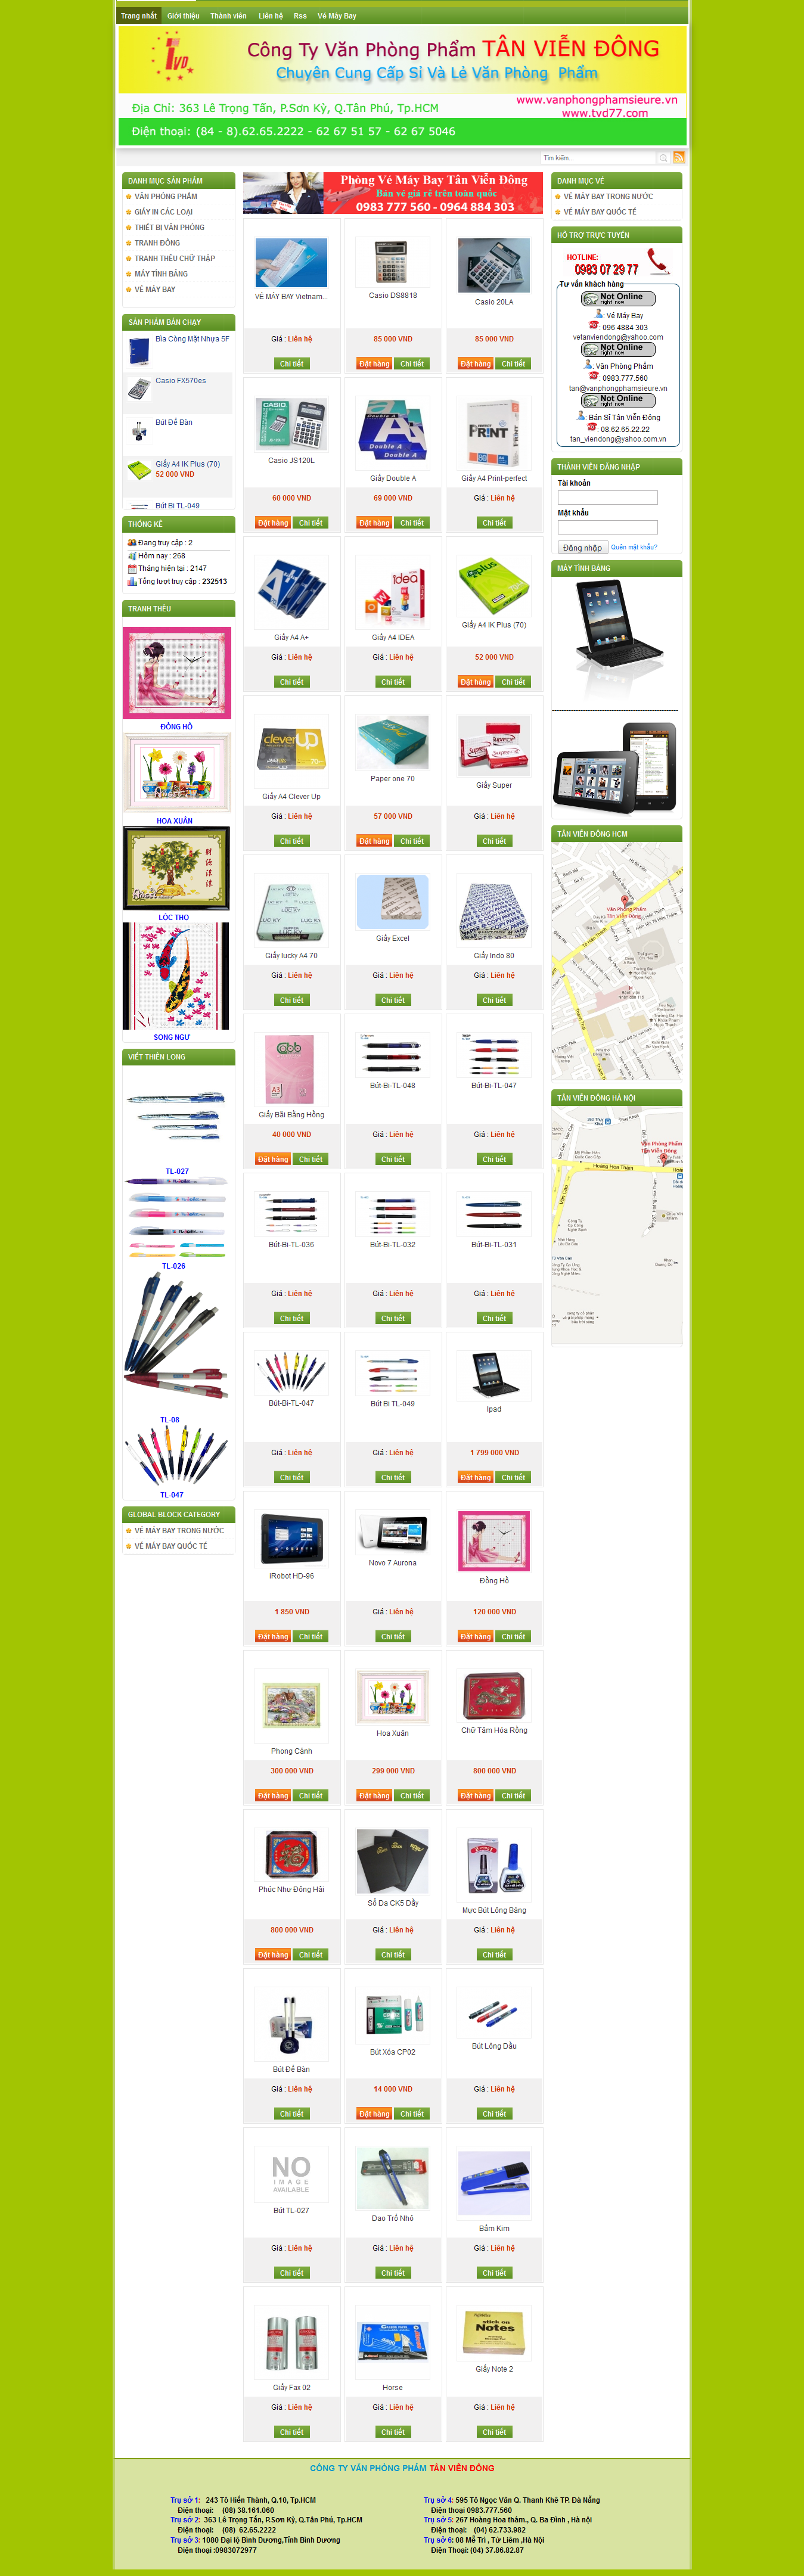 Trang nhất Giới thiệu Thành viên Liên hệ Rss Vé Máy Bay
Công Ty Văn Phòng Phẩm TÂN VIỄN ĐÔNG
Chuyên Cung Cấp Sỉ Và Lẻ Văn Phòng Phẩm
www.vanphongphamsieure.vn
www.tvd77.com
Địa Chỉ: 363 Lê Trọng Tấn, P.Sơn Kỳ, Q.Tân Phú, Tp.HCM
Điện thoại: (84 - 8).62.65.2222 - 62 67 51 57 - 62 67 5046
Tìm kiếm...
DANH MỤC SẢN PHẨM
VĂN PHÒNG PHẨM
GIẤY IN CÁC LOẠI
THIẾT BỊ VĂN PHÒNG
TRANH ĐỒNG
TRANH THÊU CHỮ THẬP
MÁY TÍNH BẢNG
VÉ MÁY BAY
SẢN PHẨM BÁN CHẠY
Bìa Còng Mặt Nhựa 5F
Casio FX570es
Bút Để Bàn
Giấy A4 IK Plus (70)
52 000 VND
Bút Bi TL-049
THỐNG KÊ
Đang truy cập : 2
Hôm nay : 268
Tháng hiện tại : 2147
Tổng lượt truy cập : 232513
TRANH THÊU
ĐỒNG HỒ
HOA XUÂN
LỘC THỌ
SONG NGƯ
VIẾT THIÊN LONG
TL-027
TL-026
TL-08
TL-047
GLOBAL BLOCK CATEGORY
VÉ MÁY BAY TRONG NƯỚC
VÉ MÁY BAY QUỐC TẾ
Phòng Vé Máy Bay Tân Viễn Đông
Bán vé giá rẻ trên toàn quốc
0983 777 560 - 0964 884 303
VÉ MÁY BAY Vietnam...
Casio DS8818
Casio 20LA
Giá : Liên hệ
85 000 VND
85 000 VND
Chi tiết
Đặt hàng Chi tiết
Đặt hàng Chi tiết
Casio JS120L
Giấy Double A
Giấy A4 Print-perfect
60 000 VND
69 000 VND
Giá : Liên hệ
Đặt hàng Chi tiết
Đặt hàng Chi tiết
Chi tiết
Giấy A4 A+
Giấy A4 IDEA
Giấy A4 IK Plus (70)
Giá : Liên hệ
Giá : Liên hệ
52 000 VND
Chi tiết
Chi tiết
Đặt hàng Chi tiết
Giấy A4 Clever Up
Paper one 70
Giấy Super
Giá : Liên hệ
57 000 VND
Giá : Liên hệ
Chi tiết
Đặt hàng Chi tiết
Chi tiết
Giấy lucky A4 70
Giấy Excel
Giấy Indo 80
Giá : Liên hệ
Giá : Liên hệ
Giá : Liên hệ
Chi tiết
Chi tiết
Chi tiết
Giấy Bãi Bằng Hồng
Bút-Bi-TL-048
Bút-Bi-TL-047
40 000 VND
Giá : Liên hệ
Giá : Liên hệ
Đặt hàng Chi tiết
Chi tiết
Chi tiết
Bút-Bi-TL-036
Bút-Bi-TL-032
Bút-Bi-TL-031
Giá : Liên hệ
Giá : Liên hệ
Giá : Liên hệ
Chi tiết
Chi tiết
Chi tiết
Bút-Bi-TL-047
Bút Bi TL-049
Ipad
Giá : Liên hệ
Giá : Liên hệ
1 799 000 VND
Chi tiết
Chi tiết
Đặt hàng Chi tiết
iRobot HD-96
Novo 7 Aurona
Đồng Hồ
1 850 VND
Giá : Liên hệ
120 000 VND
Đặt hàng Chi tiết
Chi tiết
Đặt hàng Chi tiết
Phong Cảnh
Hoa Xuân
Chữ Tâm Hóa Rồng
300 000 VND
299 000 VND
800 000 VND
Đặt hàng Chi tiết
Đặt hàng Chi tiết
Đặt hàng Chi tiết
Phúc Như Đông Hải
Sổ Da CK5 Dầy
Mực Bút Lông Bảng
800 000 VND
Giá : Liên hệ
Giá : Liên hệ
Đặt hàng Chi tiết
Chi tiết
Chi tiết
Bút Để Bàn
Bút Xóa CP02
Bút Lông Dầu
Giá : Liên hệ
14 000 VND
Giá : Liên hệ
Chi tiết
Đặt hàng Chi tiết
Chi tiết
NO
IMAGE
AVAILABLE
Bút TL-027
Dao Trổ Nhỏ
Bấm Kim
Giá : Liên hệ
Giá : Liên hệ
Giá : Liên hệ
Chi tiết
Chi tiết
Chi tiết
Giấy Fax 02
Horse
Giấy Note 2
Giá : Liên hệ
Giá : Liên hệ
Giá : Liên hệ
Chi tiết
Chi tiết
Chi tiết
DANH MỤC VÉ
VÉ MÁY BAY TRONG NƯỚC
VÉ MÁY BAY QUỐC TẾ
HỖ TRỢ TRỰC TUYẾN
HOTLINE:
0983 07 29 77
Tư vấn khách hàng
Not Online
right now
: Vé Máy Bay
: 096 4884 303
vetanviendong@yahoo.com
Not Online
right now
: Văn Phòng Phẩm
: 0983.777.560
tan@vanphongphamsieure.vn
Not Online
right now
: Bán Sỉ Tân Viễn Đông
: 08.62.65.22.22
tan_viendong@yahoo.com.vn
THÀNH VIÊN ĐĂNG NHẬP
Tài khoản
Mật khẩu
Đăng nhập Quên mật khẩu?
MÁY TÍNH BẢNG
TÂN VIỄN ĐÔNG HCM
Văn Phòng Phẩm
Tân Viễn Đông
TÂN VIỄN ĐÔNG HÀ NỘI
Văn Phòng Phẩm
Tân Viễn Đông
Hoàng Hoa Thám
CÔNG TY VĂN PHÒNG PHẨM TÂN VIỄN ĐÔNG
Trụ sở 1: 243 Tô Hiến Thành, Q.10, Tp.HCM
Điện thoại: (08) 38.161.060
Trụ sở 2: 363 Lê Trọng Tấn, P.Sơn Kỳ, Q.Tân Phú, Tp.HCM
Điện thoại: (08) 62.65.2222
Trụ sở 3: 1080 Đại lộ Bình Dương,Tỉnh Bình Dương
Điện thoại :0983072977
Trụ sở 4: 595 Tô Ngọc Vân Q. Thanh Khê TP. Đà Nẵng
Điện thoại 0983.777.560
Trụ sở 5: 267 Hoàng Hoa thám., Q. Ba Đình , Hà nội
Điện thoại: (04) 62.733.982
Trụ sở 6: 08 Mễ Trì , Từ Liêm ,Hà Nội
Điện Thoại: (04) 37.86.82.87